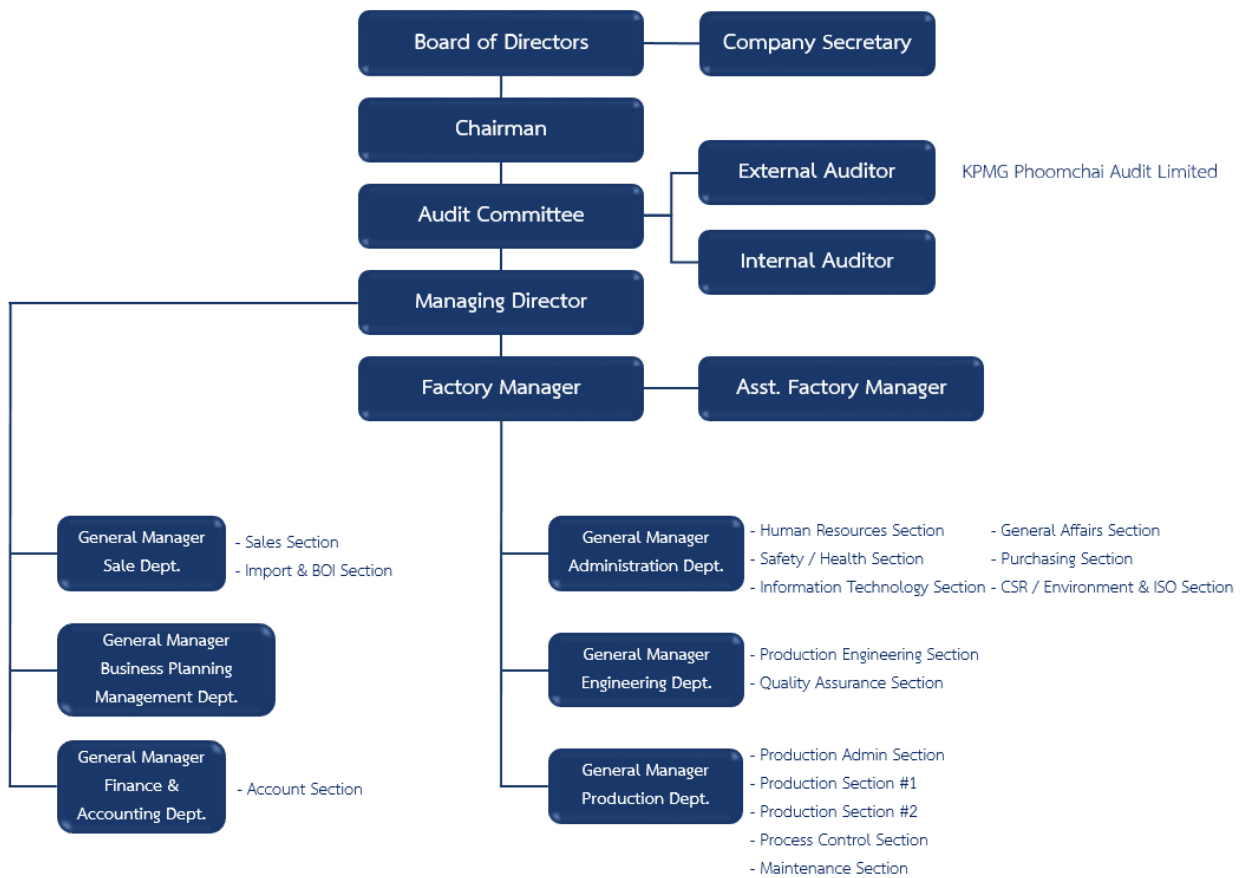 Board of Directors
Company Secretary
Chairman
External Auditor
KPMG Phoomchai Audit Limited
Audit Committee
Internal Auditor
Managing Director
Factory Manager
Asst. Factory Manager
General Manager
Sale Dept.
- Sales Section
- Import & BOI Section
General Manager
Administration Dept.
- Human Resources Section
- Safety / Health Section
- Information Technology Section
- General Affairs Section
- Purchasing Section
- CSR / Environment & ISO Section
General Manager
Business Planning
Management Dept.
General Manager
Engineering Dept.
- Production Engineering Section
- Quality Assurance Section
General Manager
Finance &
Accounting Dept.
- Account Section
General Manager
Production Dept.
- Production Admin Section
- Production Section #1
- Production Section #2
- Process Control Section
- Maintenance Section